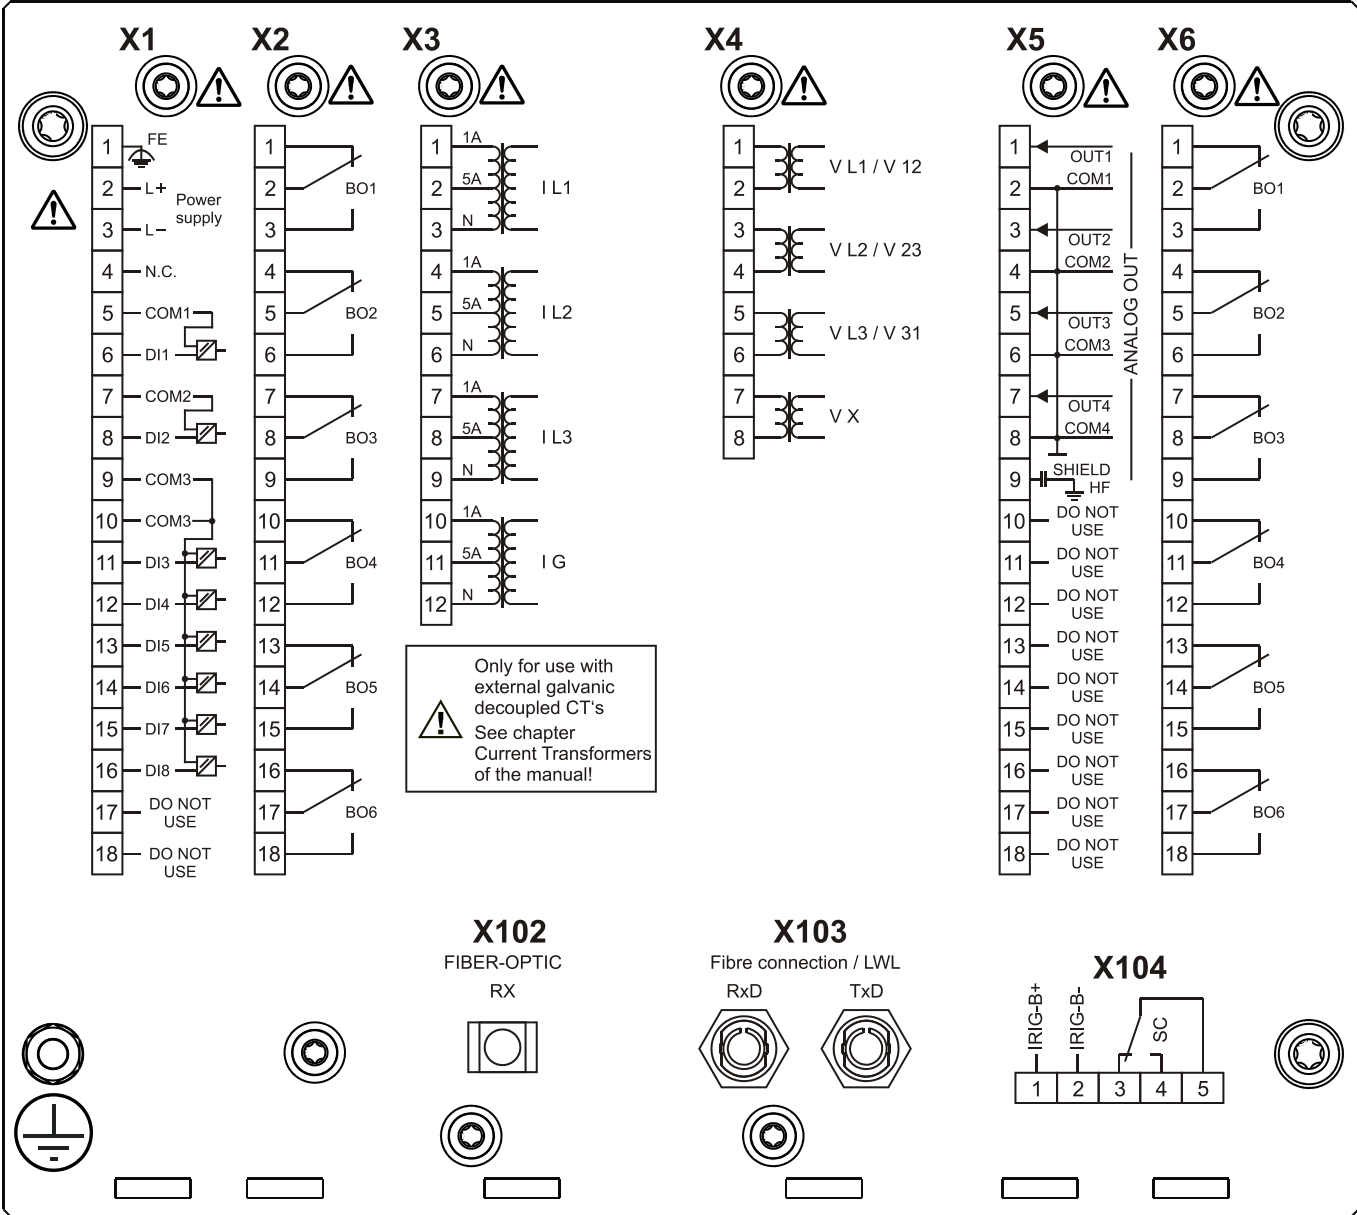 X1
X2
X3
X4
X5
X6
1 FE
2 L+
Power
supply
3 L−
4 N.C.
5 COM1
6 DI1
7 COM2
8 DI2
9 COM3
10 COM3
11 DI3
12 DI4
13 DI5
14 DI6
15 DI7
16 DI8
17 DO NOT
USE
18 DO NOT
USE
1
2 BO1
3
4
5 BO2
6
7
8 BO3
9
10
11 BO4
12
13
14 BO5
15
16
17 BO6
18
1 1A
2 5A I L1
3 N
4 1A
5 5A I L2
6 N
7 1A
8 5A I L3
9 N
10 1A
11 5A I G
12 N
Only for use with
external galvanic
decoupled CT‘s
See chapter
Current Transformers
of the manual!
1
V L1 / V 12
2
3
V L2 / V 23
4
5
V L3 / V 31
6
7
V X
8
1
OUT1
2 COM1
3
OUT2
4 COM2
5
OUT3
6 COM3
7
OUT4
8 COM4
ANALOG OUT
9 SHIELD
HF
10 DO NOT
USE
11 DO NOT
USE
12 DO NOT
USE
13 DO NOT
USE
14 DO NOT
USE
15 DO NOT
USE
16 DO NOT
USE
17 DO NOT
USE
18 DO NOT
USE
1
2 BO1
3
4
5 BO2
6
7
8 BO3
9
10
11 BO4
12
13
14 BO5
15
16
17 BO6
18
X102
FIBER-OPTIC
RX
X103
Fibre connection / LWL
RxD TxD
X104
IRIG-B+
IRIG-B-
SC
1 2 3 4 5